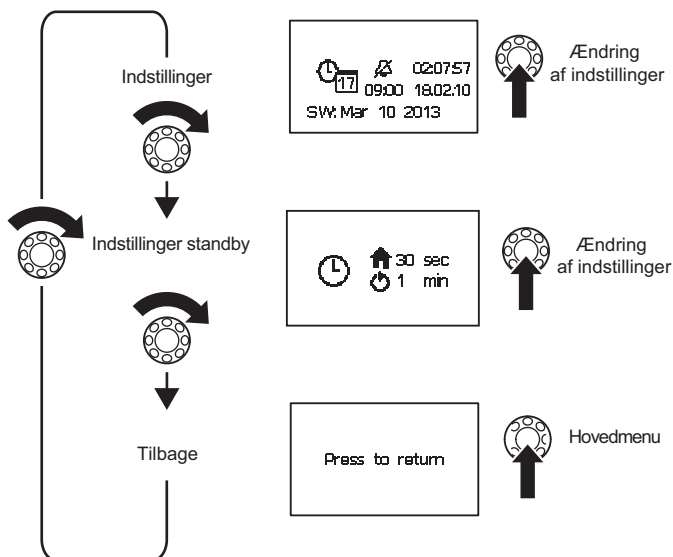 Indstillinger
17
02:07:57
09:00 18.02.10
SW: Mar 10 2013
Ændring
af indstillinger
Indstillinger standby
30 sec
1 min
Ændring
af indstillinger
Tilbage
Press to return
Hovedmenu